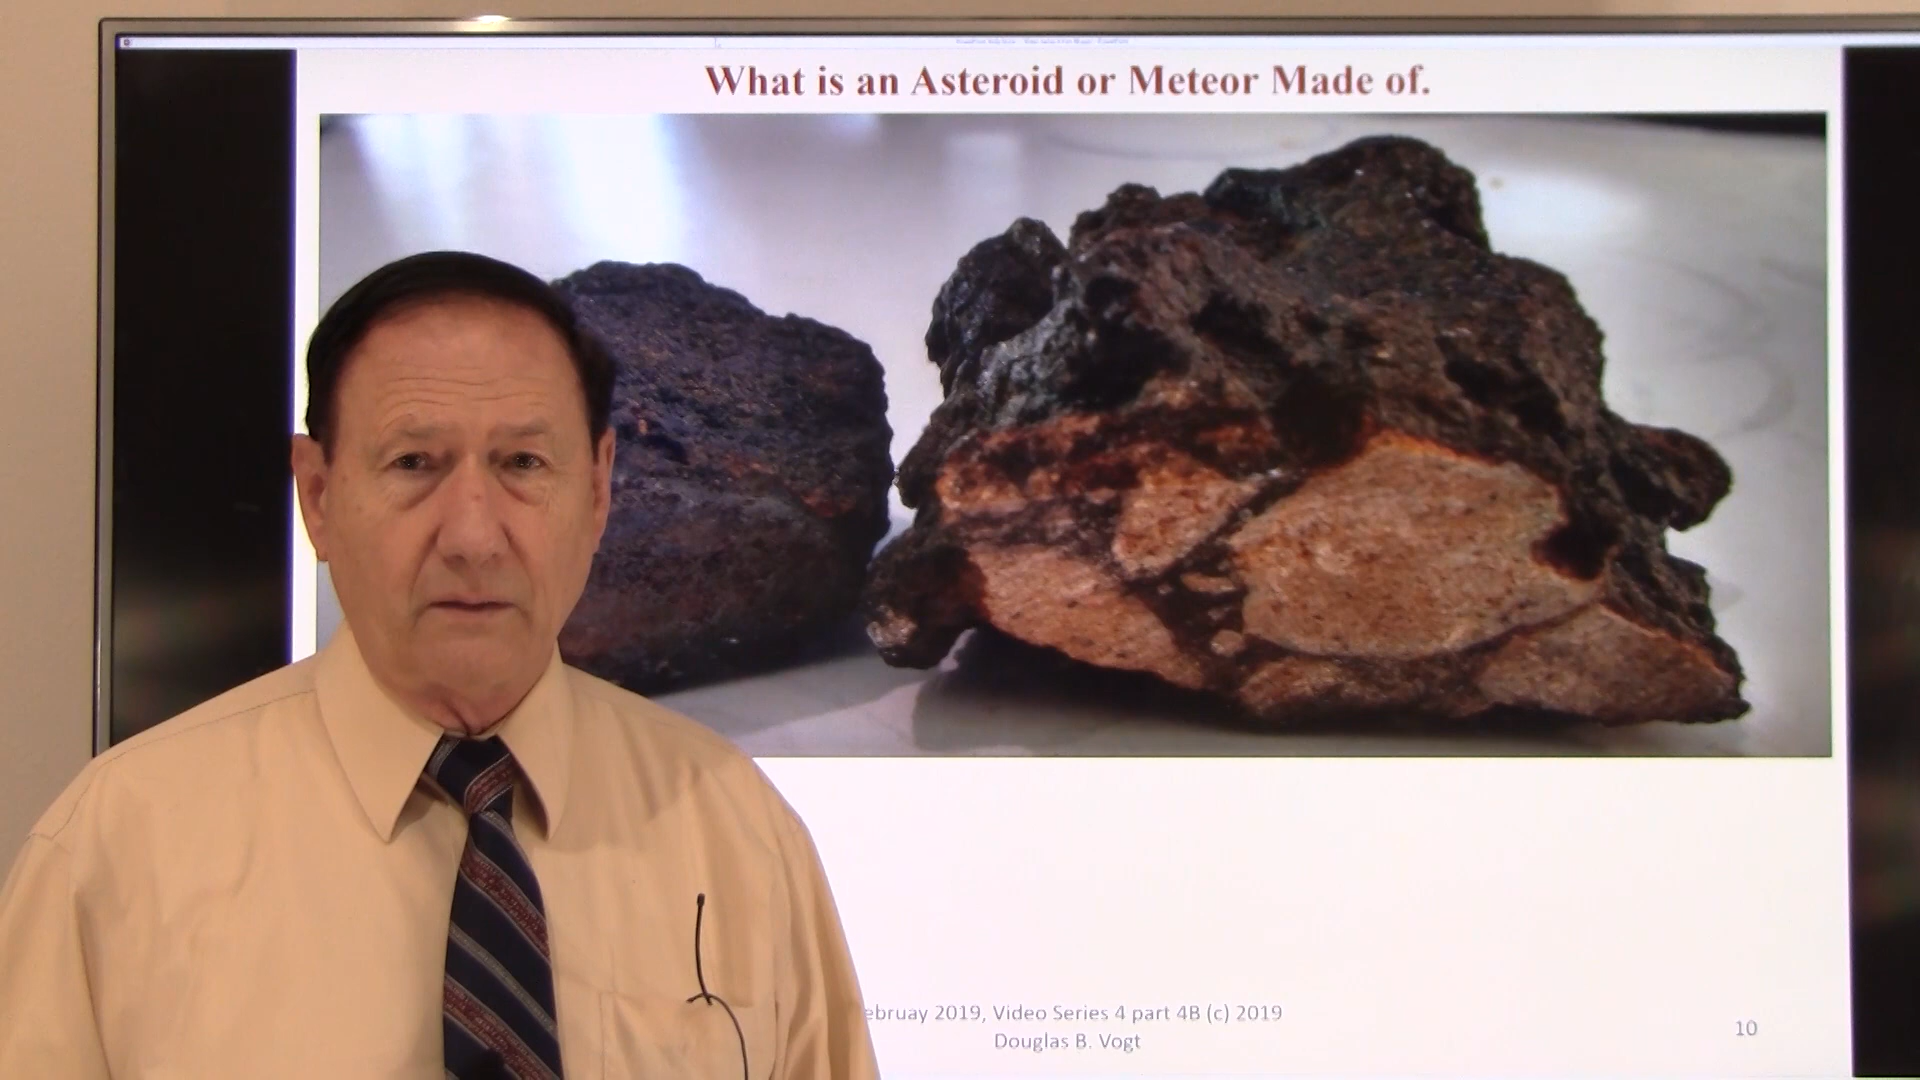 What is an Asteroid or Meteor Made of.
ebruay 2019, Video Series 4 part 4B (c) 2019
Douglas B. Vogt
10